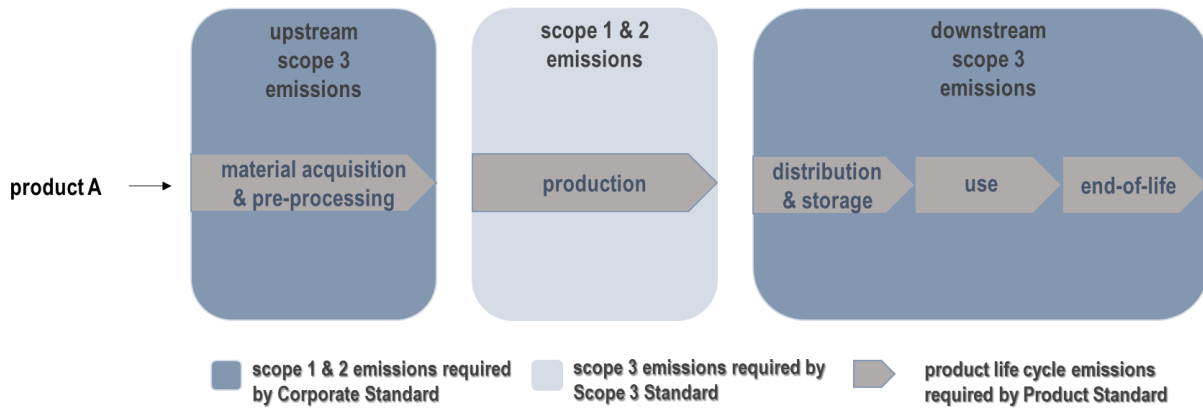 upstream
scope 3
emissions
scope 1 & 2
emissions
downstream
scope 3
emissions
product A
material acquisition
& pre-processing
production
distribution
& storage
use
end-of-life
scope 1 & 2 emissions required
by Corporate Standard
scope 3 emissions required by
Scope 3 Standard
product life cycle emissions
required by Product Standard